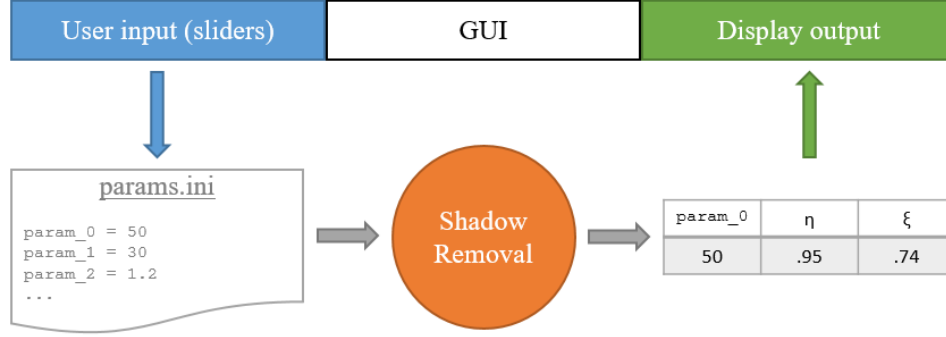 User input (sliders)
GUI
Display output
params.ini
param_0 = 50
param_1 = 30
param_2 = 1.2
...
Shadow
Removal
param_0 η ξ
50 .95 .74